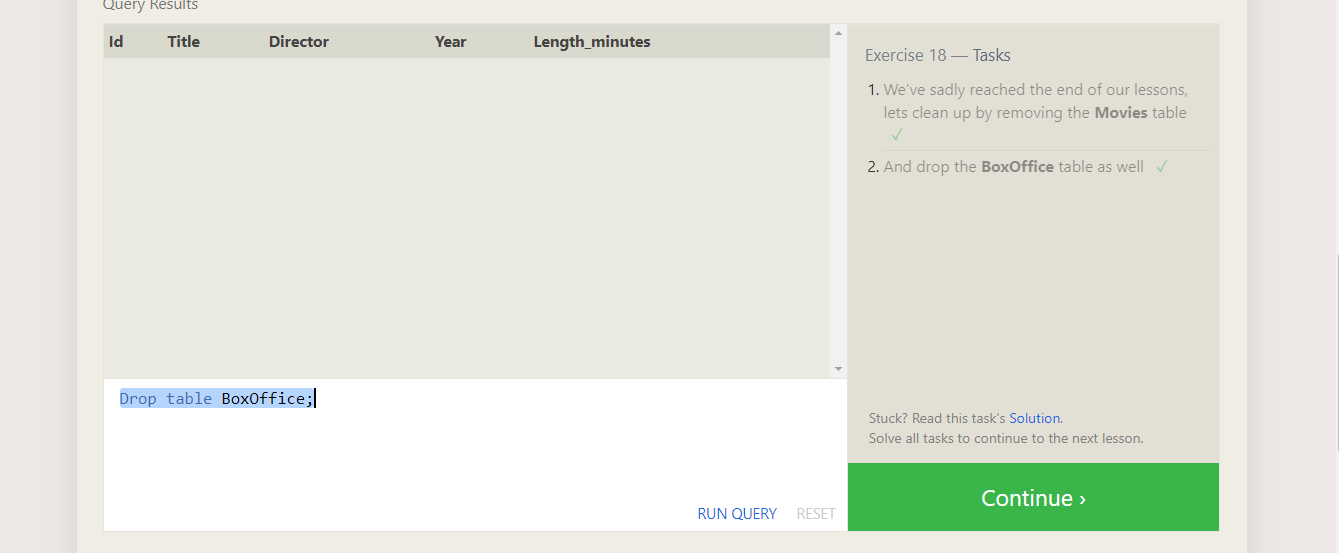 Query Results
Id Title Director Year Length_minutes
Drop table BoxOffice;
RUN QUERY RESET
Exercise 18 — Tasks
1. We've sadly reached the end of our lessons,
lets clean up by removing the Movies table
✓
2. And drop the BoxOffice table as well ✓
Stuck? Read this task's Solution.
Solve all tasks to continue to the next lesson.
Continue ›